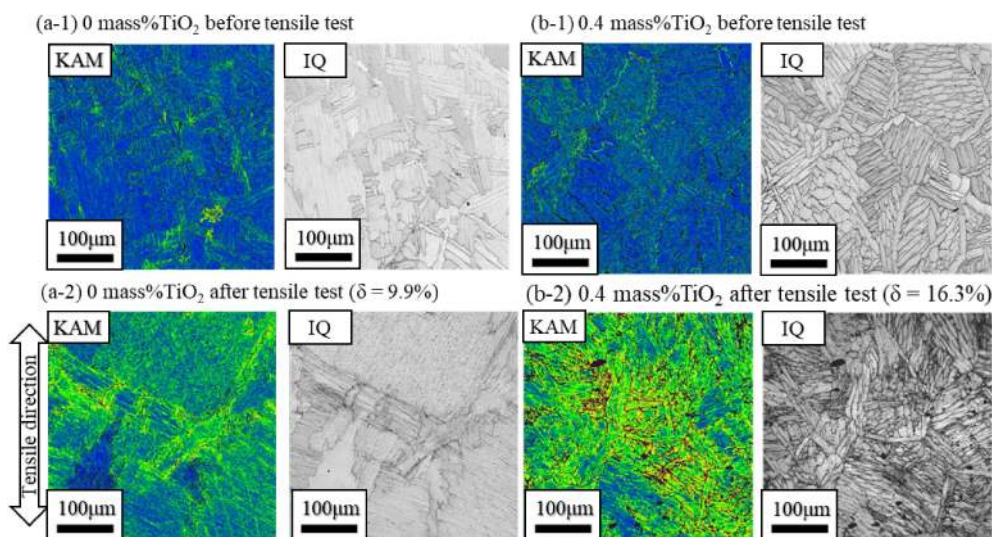 (a-1) 0 mass%TiO₂ before tensile test
(b-1) 0.4 mass%TiO₂ before tensile test
KAM
IQ
KAM
IQ
100μm
100μm
100μm
100μm
(a-2) 0 mass%TiO₂ after tensile test (δ = 9.9%)
(b-2) 0.4 mass%TiO₂ after tensile test (δ = 16.3%)
KAM
IQ
KAM
IQ
Tensile direction
100μm
100μm
100μm
100μm